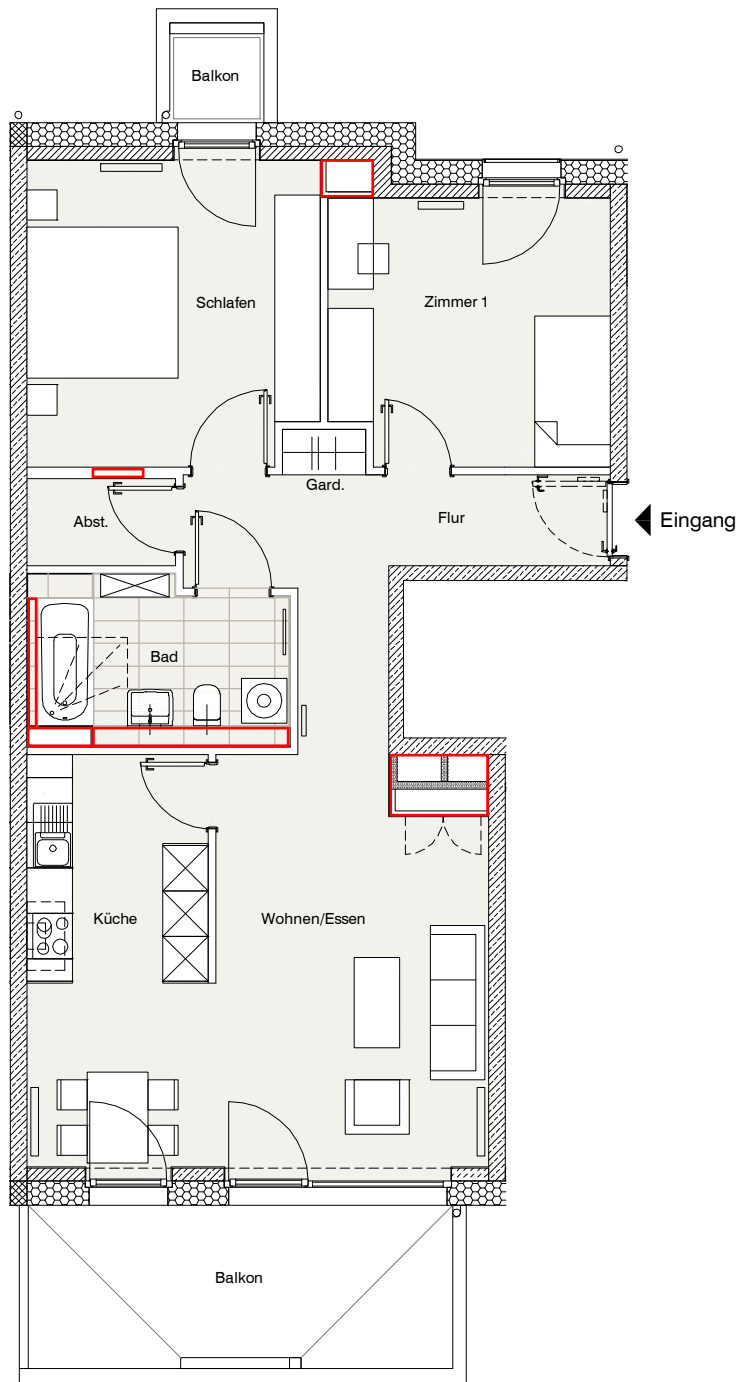 Balkon
Schlafen
Zimmer 1
Gard.
Abst.
Flur
Eingang
Bad
Küche
Wohnen/Essen
Balkon